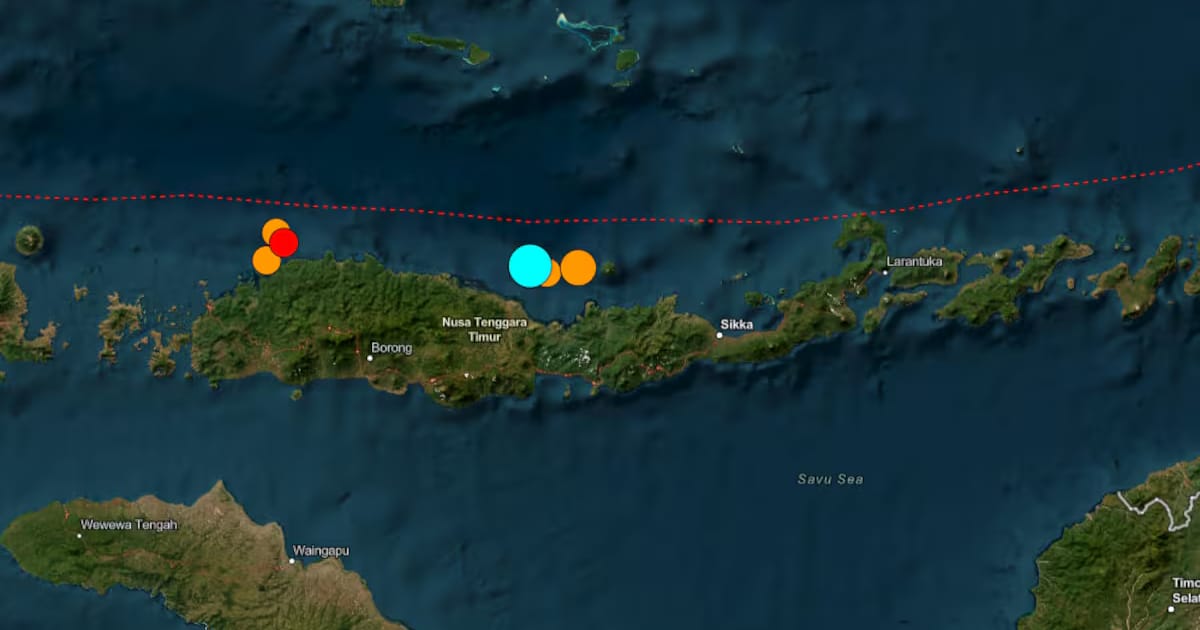 Larantuka
Nusa Tenggara
Timur
Sikka
Borong
Savu Sea
Wewewa Tengah
Waingapu